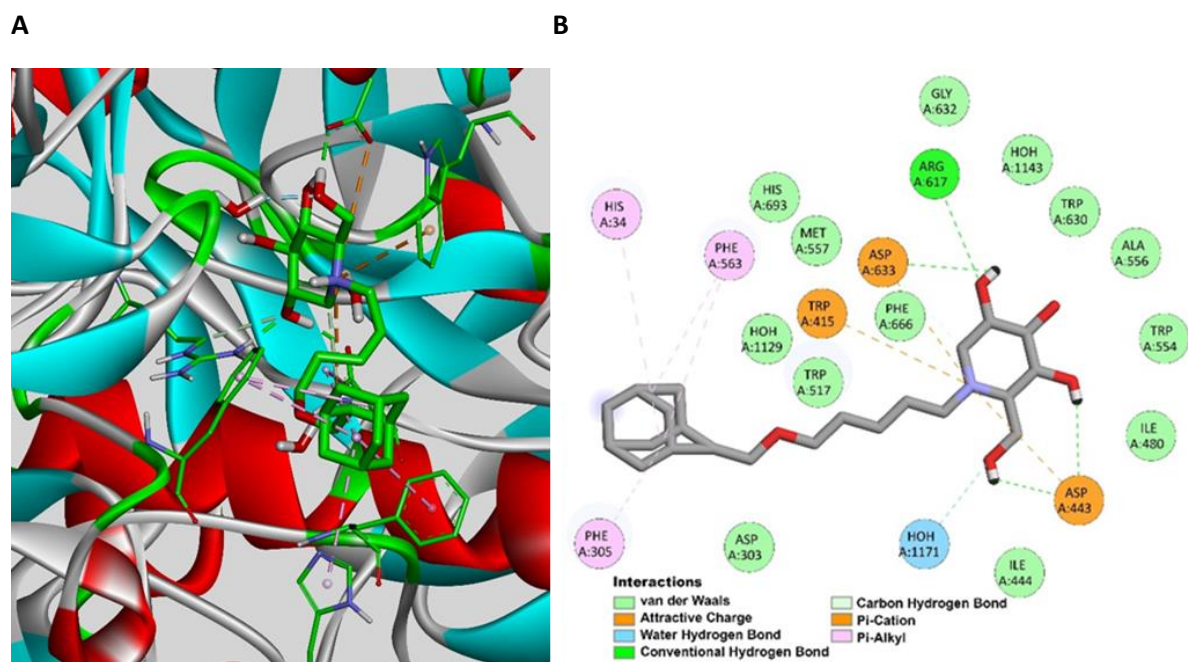 A
B
GLY
A:632
HOH
A:1143
ARG
A:617
HIS
A:693
TRP
A:630
HIS
A:34
MET
A:557
PHE
A:563
ASP
A:633
ALA
A:556
TRP
A:415
PHE
A:666
HOH
A:1129
TRP
A:554
TRP
A:517
ILE
A:480
ASP
A:443
PHE
A:305
ASP
A:303
HOH
A:1171
ILE
A:444
Interactions
van der Waals
Attractive Charge
Water Hydrogen Bond
Conventional Hydrogen Bond
Carbon Hydrogen Bond
Pi-Cation
Pi-Alkyl